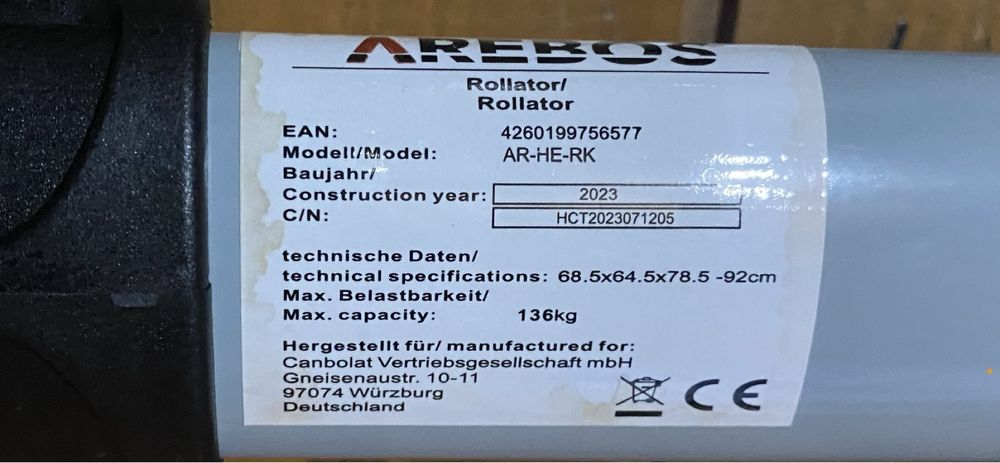 AREBOS
Rollator/
Rollator
EAN: 4260199756577
Modell/Model: AR-HE-RK
Baujahr/
Construction year: 2023
C/N: HCT2023071205
technische Daten/
technical specifications: 68.5x64.5x78.5 -92cm
Max. Belastbarkeit/
Max. capacity: 136kg
Hergestellt für/ manufactured for:
Canbolat Vertriebsgesellschaft mbH
Gneisenaustr. 10-11
97074 Würzburg
Deutschland
CE